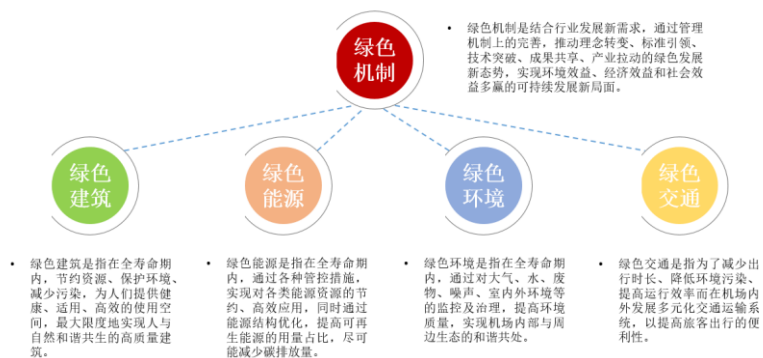 绿色
机制
• 绿色机制是结合行业发展新需求，通过管理
机制上的完善，推动理念转变、标准引领、
技术突破、成果共享、产业拉动的绿色发展
新态势，实现环境效益、经济效益和社会效
益多赢的可持续发展新局面。
绿色
建筑
绿色
能源
绿色
环境
绿色
交通
• 绿色建筑是指在全寿命期
内，节约资源、保护环境、
减少污染，为人们提供健
康、适用、高效的使用空
间，最大限度地实现人与
自然和谐共生的高质量建
筑。
• 绿色能源是指在全寿命期
内，通过各种管控措施，
实现对各类能源资源的节
约、高效应用，同时通过
能源结构优化，提高可再
生能源的用量占比，尽可
能减少碳排放量。
• 绿色环境是指在全寿命期
内，通过对大气、水、废
物、噪声、室内外环境等
的监控及治理，提高环境
质量，实现机场内部与周
边生态的和谐共处。
• 绿色交通是指为了减少出
行时长、降低环境污染、
提高运行效率而在机场内
外发展多元化交通运输系
统，以提高旅客出行的便
利性。